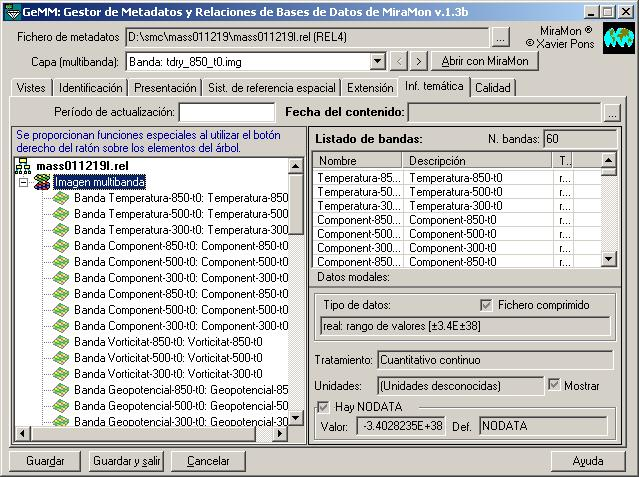 GeMM: Gestor de Metadatos y Relaciones de Bases de Datos de MiraMon v.1.3b
Fichero de metadatos D:\smc\mass011219\mass011219I.rel (REL4) ...
MiraMon ®
© Xavier Pons
Capa (multibanda): Banda: tdry_850_t0.img < > Abrir con MiraMon
Vistes Identificación Presentación Sist. de referencia espacial Extensión Inf. temática Calidad
Período de actualización: Fecha del contenido: ...
Se proporcionan funciones especiales al utilizar el botón
derecho del ratón sobre los elementos del árbol.
mass011219I.rel
Imagen multibanda
Banda Temperatura-850-t0: Temperatura-850
Banda Temperatura-500-t0: Temperatura-500
Banda Temperatura-300-t0: Temperatura-300
Banda Component-850-t0: Component-850-t0
Banda Component-500-t0: Component-500-t0
Banda Component-300-t0: Component-300-t0
Banda Component-850-t0: Component-850-t0
Banda Component-500-t0: Component-500-t0
Banda Component-300-t0: Component-300-t0
Banda Vorticitat-850-t0: Vorticitat-850-t0
Banda Vorticitat-500-t0: Vorticitat-500-t0
Banda Vorticitat-300-t0: Vorticitat-300-t0
Banda Geopotencial-850-t0: Geopotencial-85
Banda Geopotencial-500-t0: Geopotencial-50
Banda Geopotencial-300-t0: Geopotencial-30
Listado de bandas: N. bandas: 60
Nombre Descripción T..
Temperatura-85... Temperatura-850-t0 r...
Temperatura-50... Temperatura-500-t0 r...
Temperatura-30... Temperatura-300-t0 r...
Component-850... Component-850-t0 r...
Component-500... Component-500-t0 r...
Component-300... Component-300-t0 r...
Datos modales:
Tipo de datos: Fichero comprimido
real: rango de valores [±3.4E±38]
Tratamiento: Cuantitativo continuo
Unidades: (Unidades desconocidas) Mostrar
Hay NODATA
Valor: -3.4028235E+38 Def. NODATA
Guardar Guardar y salir Cancelar Ayuda